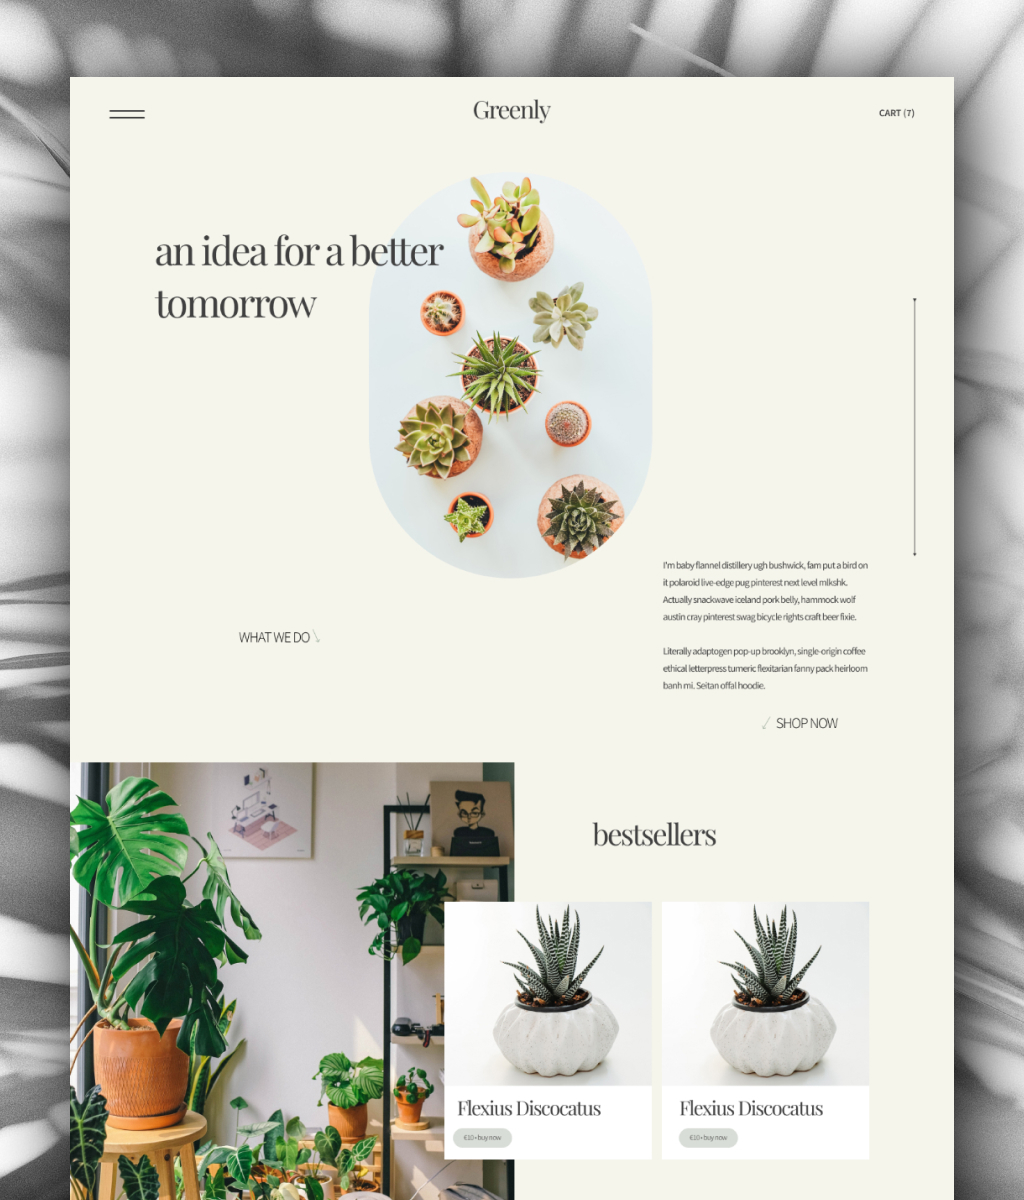 Greenly
CART (7)
an idea for a better
tomorrow
I'm baby flannel distillery ugh bushwick, fam put a bird on
it polaroid live-edge pug pinterest next level mlkshk.
Actually snackwave iceland pork belly, hammock wolf
austin cray pinterest swag bicycle rights craft beer fixie.
Literally adaptogen pop-up brooklyn, single-origin coffee
ethical letterpress tumeric flexitarian fanny pack heirloom
banh mi. Seitan offal hoodie.
WHAT WE DO
SHOP NOW
bestsellers
Flexius Discocatus
€10 • buy now
Flexius Discocatus
€10 • buy now